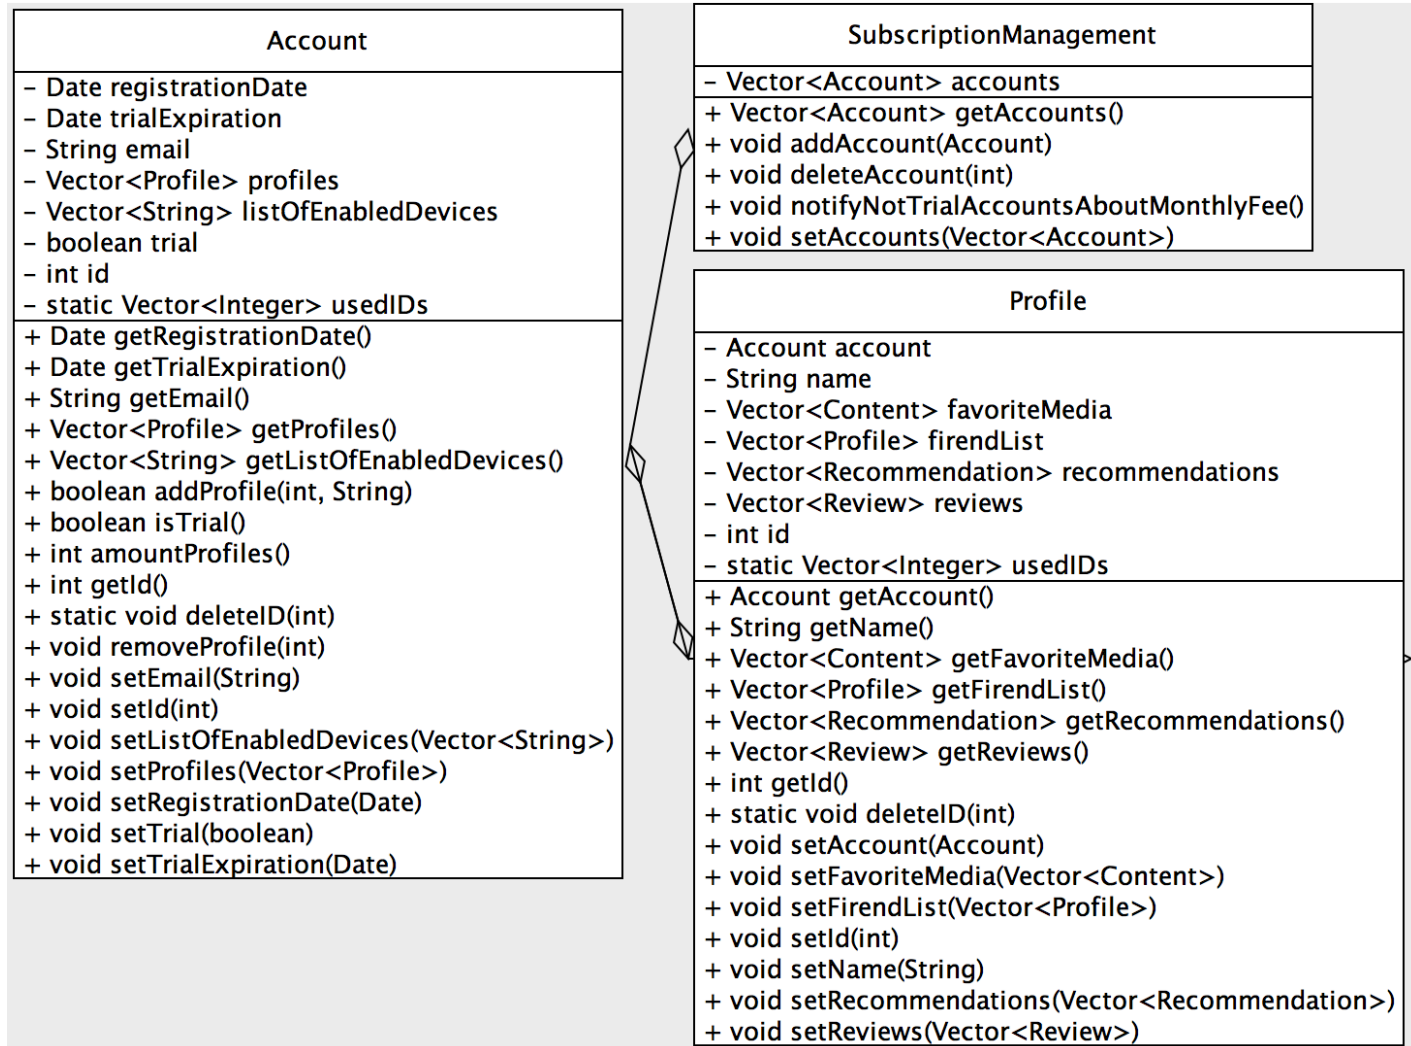 Account
- Date registrationDate
- Date trialExpiration
- String email
- Vector<Profile> profiles
- Vector<String> listOfEnabledDevices
- boolean trial
- int id
- static Vector<Integer> usedIDs
+ Date getRegistrationDate()
+ Date getTrialExpiration()
+ String getEmail()
+ Vector<Profile> getProfiles()
+ Vector<String> getListOfEnabledDevices()
+ boolean addProfile(int, String)
+ boolean isTrial()
+ int amountProfiles()
+ int getId()
+ static void deleteID(int)
+ void removeProfile(int)
+ void setEmail(String)
+ void setId(int)
+ void setListOfEnabledDevices(Vector<String>)
+ void setProfiles(Vector<Profile>)
+ void setRegistrationDate(Date)
+ void setTrial(boolean)
+ void setTrialExpiration(Date)
SubscriptionManagement
- Vector<Account> accounts
+ Vector<Account> getAccounts()
+ void addAccount(Account)
+ void deleteAccount(int)
+ void notifyNotTrialAccountsAboutMonthlyFee()
+ void setAccounts(Vector<Account>)
Profile
- Account account
- String name
- Vector<Content> favoriteMedia
- Vector<Profile> firendList
- Vector<Recommendation> recommendations
- Vector<Review> reviews
- int id
- static Vector<Integer> usedIDs
+ Account getAccount()
+ String getName()
+ Vector<Content> getFavoriteMedia()
+ Vector<Profile> getFirendList()
+ Vector<Recommendation> getRecommendations()
+ Vector<Review> getReviews()
+ int getId()
+ static void deleteID(int)
+ void setAccount(Account)
+ void setFavoriteMedia(Vector<Content>)
+ void setFirendList(Vector<Profile>)
+ void setId(int)
+ void setName(String)
+ void setRecommendations(Vector<Recommendation>)
+ void setReviews(Vector<Review>)